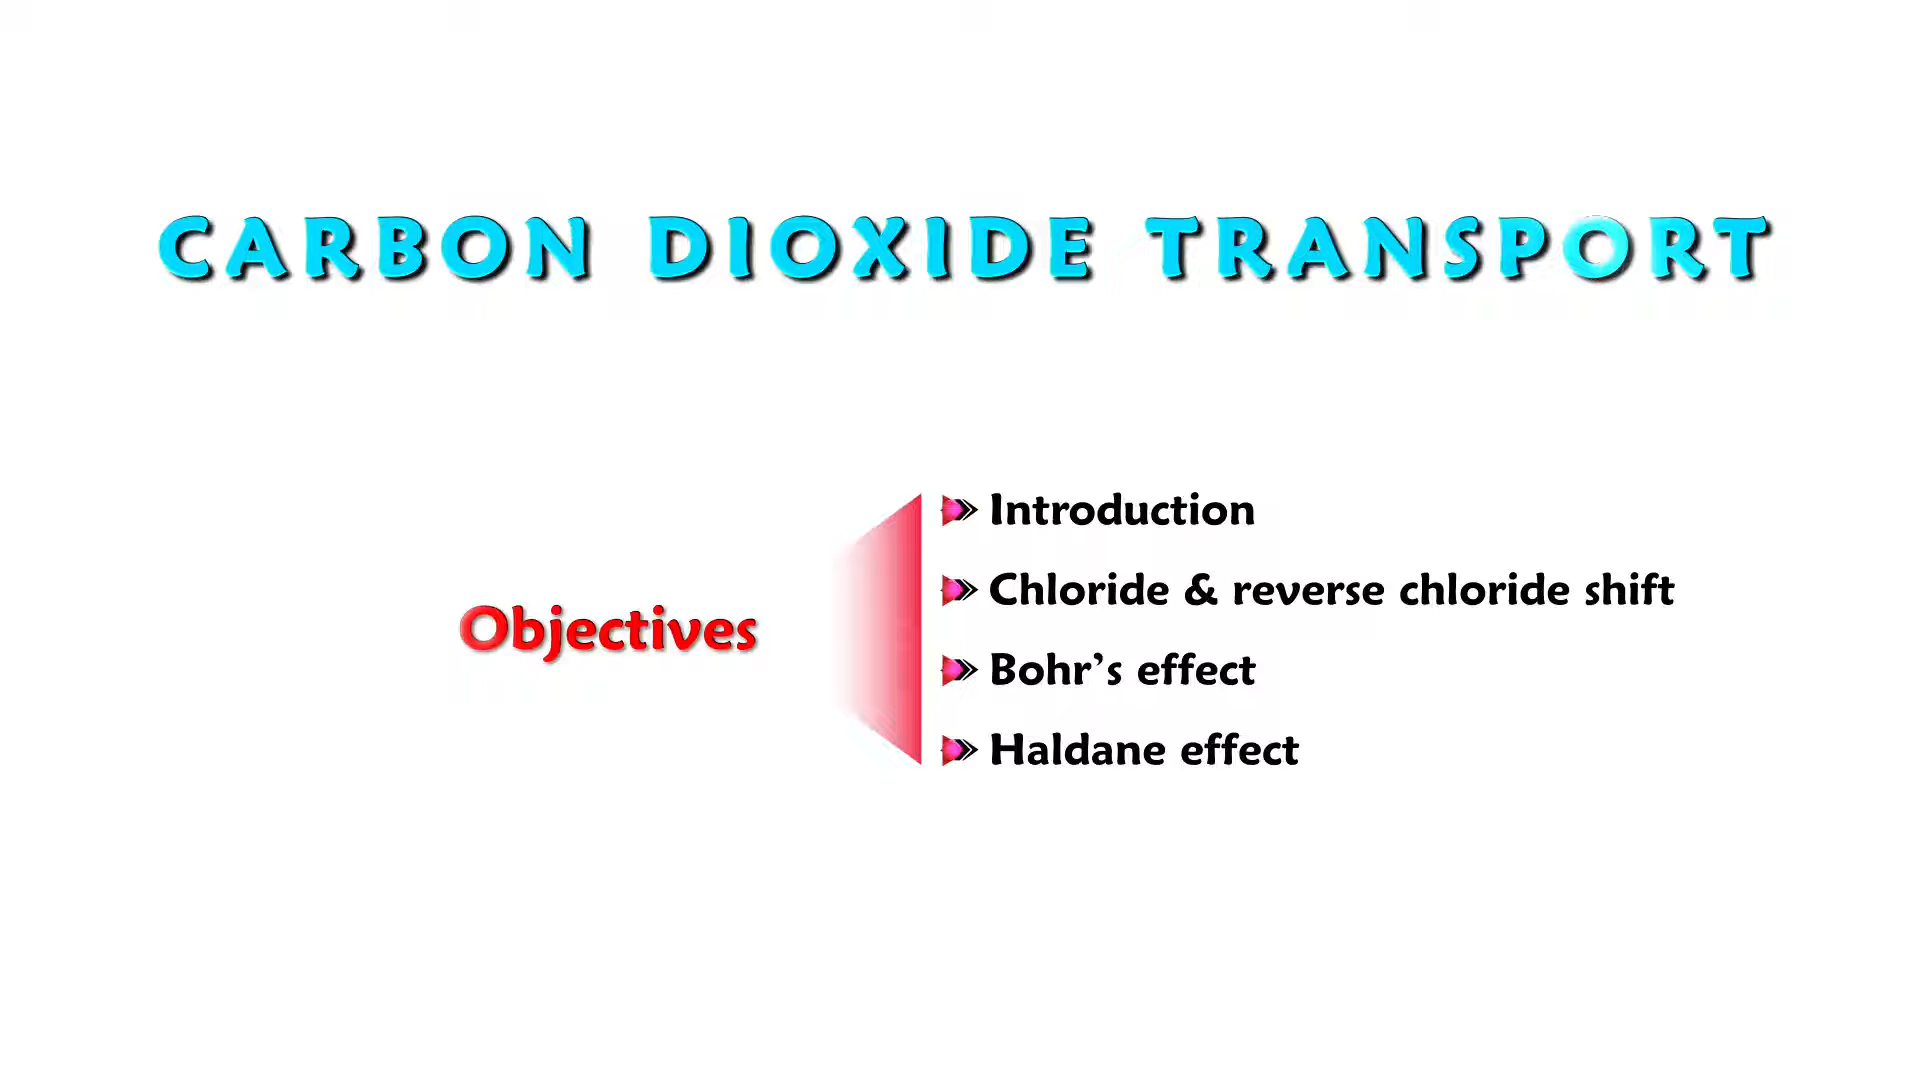 CARBON DIOXIDE TRANSPORT
Objectives
Introduction
Chloride & reverse chloride shift
Bohr’s effect
Haldane effect